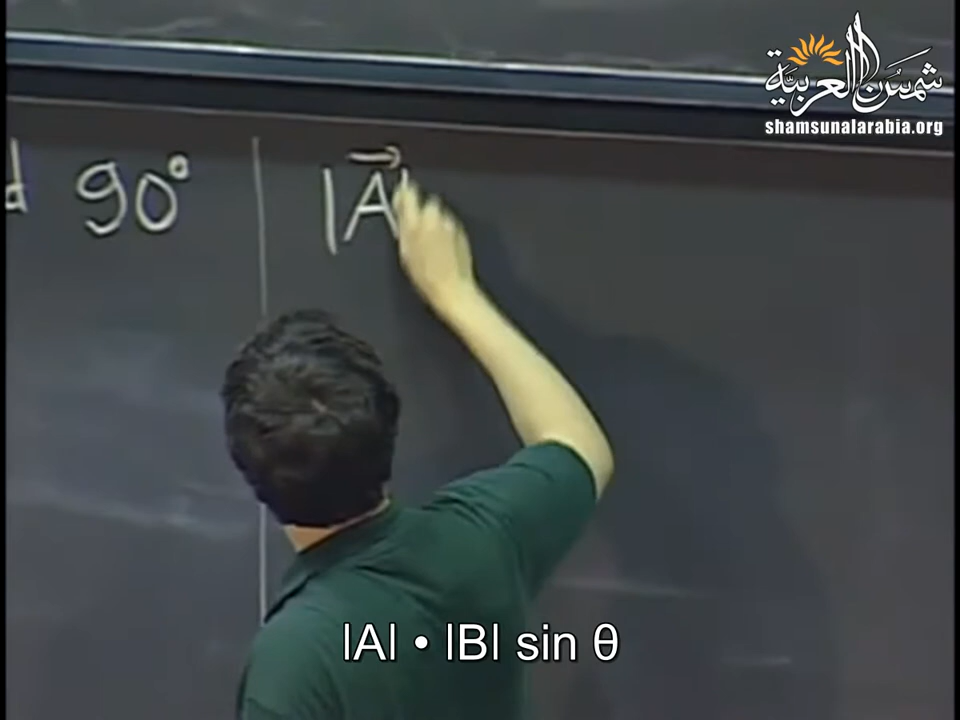 شمس العربية
shamsunalarabia.org
90° |A⃗|
|A| • |B| sin θ